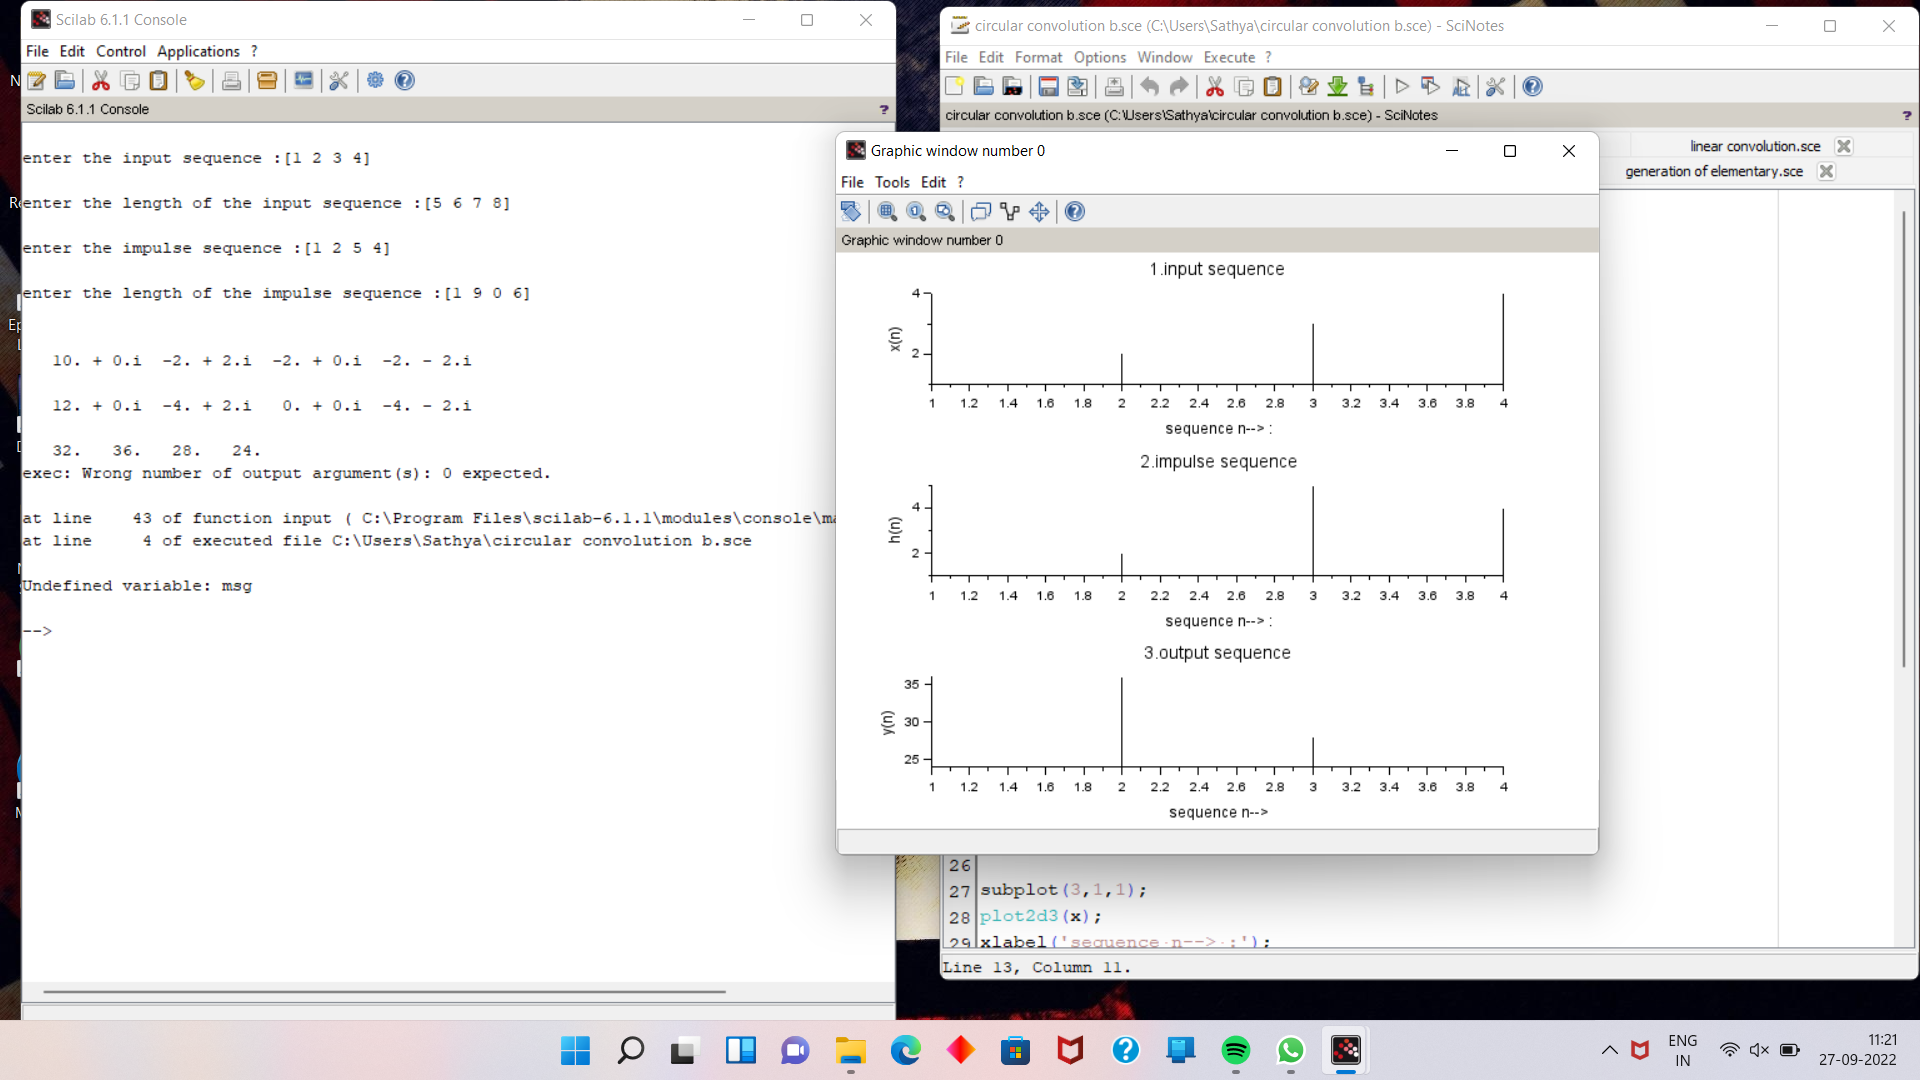 Scilab 6.1.1 Console
File Edit Control Applications ?
Scilab 6.1.1 Console ?
enter the input sequence :[1 2 3 4]
enter the length of the input sequence :[5 6 7 8]
enter the impulse sequence :[1 2 5 4]
enter the length of the impulse sequence :[1 9 0 6]
10. + 0.i -2. + 2.i -2. + 0.i -2. - 2.i
12. + 0.i -4. + 2.i 0. + 0.i -4. - 2.i
32. 36. 28. 24.
exec: Wrong number of output argument(s): 0 expected.
at line 43 of function input ( C:\Program Files\scilab-6.1.1\modules\console\ma
at line 4 of executed file C:\Users\Sathya\circular convolution b.sce
Undefined variable: msg
-->
circular convolution b.sce (C:\Users\Sathya\circular convolution b.sce) - SciNotes
File Edit Format Options Window Execute ?
circular convolution b.sce (C:\Users\Sathya\circular convolution b.sce) - SciNotes ?
linear convolution.sce
generation of elementary.sce
Graphic window number 0
File Tools Edit ?
Graphic window number 0
1.input sequence
4
2
x(n)
1 1.2 1.4 1.6 1.8 2 2.2 2.4 2.6 2.8 3 3.2 3.4 3.6 3.8 4
sequence n--> :
2.impulse sequence
4
2
h(n)
1 1.2 1.4 1.6 1.8 2 2.2 2.4 2.6 2.8 3 3.2 3.4 3.6 3.8 4
sequence n--> :
3.output sequence
35
30
25
y(n)
1 1.2 1.4 1.6 1.8 2 2.2 2.4 2.6 2.8 3 3.2 3.4 3.6 3.8 4
sequence n-->
26
27 subplot(3,1,1);
28 plot2d3(x);
29 xlabel('sequence n--> :');
Line 13, Column 11.
ENG
IN
11:21
27-09-2022